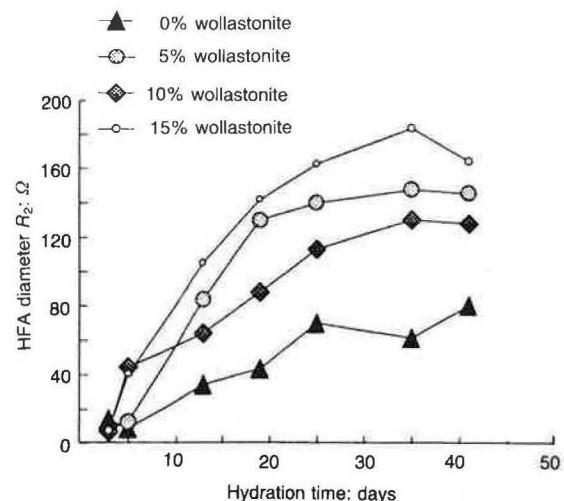 0% wollastonite
5% wollastonite
10% wollastonite
15% wollastonite
200
160
120
80
40
0
HFA diameter R₂: Ω
10 20 30 40 50
Hydration time: days